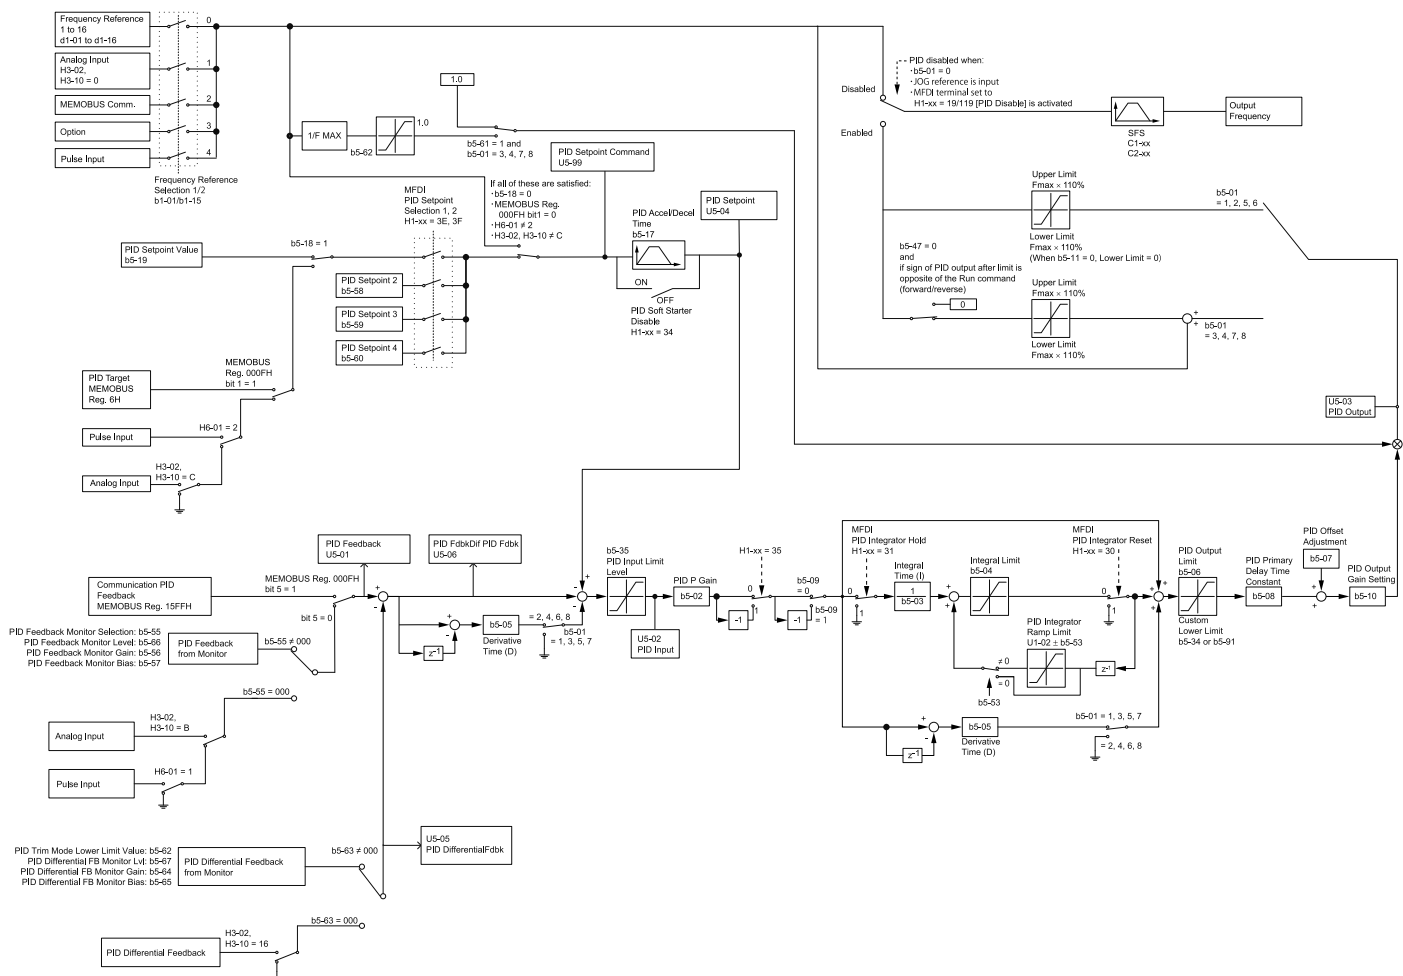 Frequency Reference
1 to 16
d1-01 to d1-16
0
Analog Input
H3-02,
H3-10 = 0
1
MEMOBUS Comm.
2
Option
3
Pulse Input
4
Frequency Reference
Selection 1/2
b1-01/b1-15
1/F MAX
b5-62
1.0
1.0
b5-61 = 1 and
b5-01 = 3, 4, 7, 8
PID Setpoint Command
U5-99
PID Setpoint
U5-04
PID disabled when:
·b5-01 = 0
·JOG reference is input
·MFDI terminal set to
H1-xx = 19/119 [PID Disable] is activated
Disabled
Enabled
SFS
C1-xx
C2-xx
Output
Frequency
MFDI
PID Setpoint
Selection 1, 2
H1-xx = 3E, 3F
If all of these are satisfied:
·b5-18 = 0
·MEMOBUS Reg.
000FH bit1 = 0
·H6-01 ≠ 2
·H3-02, H3-10 ≠ C
PID Accel/Decel
Time
b5-17
ON
OFF
PID Soft Starter
Disable
H1-xx = 34
Upper Limit
Fmax × 110%
Lower Limit
Fmax × 110%
(When b5-11 = 0, Lower Limit = 0)
b5-01
= 1, 2, 5, 6
b5-47 = 0
and
if sign of PID output after limit is
opposite of the Run command
(forward/reverse)
0
Upper Limit
Fmax × 110%
Lower Limit
Fmax × 110%
+
+
b5-01
= 3, 4, 7, 8
PID Setpoint Value
b5-19
b5-18 = 1
PID Setpoint 2
b5-58
PID Setpoint 3
b5-59
PID Setpoint 4
b5-60
PID Target
MEMOBUS
Reg. 6H
MEMOBUS
Reg. 000FH
bit 1 = 1
Pulse Input
H6-01 = 2
Analog Input
H3-02,
H3-10 = C
U5-03
PID Output
PID Feedback
U5-01
PID FdbkDif PID Fdbk
U5-06
Communication PID
Feedback
MEMOBUS Reg. 15FFH
MEMOBUS Reg. 000FH
bit 5 = 1
bit 5 = 0
+
-
+
-
z-1
b5-05
Derivative
Time (D)
= 2, 4, 6, 8
b5-01
= 1, 3, 5, 7
+
-
b5-35
PID Input Limit
Level
U5-02
PID Input
PID P Gain
b5-02
H1-xx = 35
0
1
-1
b5-09
= 0
b5-09
= 1
-1
MFDI
PID Integrator Hold
H1-xx = 31
0
1
Integral
Time (I)
1
b5-03
+
+
Integral Limit
b5-04
MFDI
PID Integrator Reset
H1-xx = 30
0
1
PID Integrator
Ramp Limit
U1-02 ± b5-53
≠ 0
= 0
b5-53
z-1
+
-
z-1
b5-05
Derivative
Time (D)
b5-01 = 1, 3, 5, 7
= 2, 4, 6, 8
+
+
+
PID Output
Limit
b5-06
Custom
Lower Limit
b5-34 or b5-91
PID Primary
Delay Time
Constant
b5-08
PID Offset
Adjustment
b5-07
+
+
PID Output
Gain Setting
b5-10
PID Feedback Monitor Selection: b5-55
PID Feedback Monitor Level: b5-66
PID Feedback Monitor Gain: b5-56
PID Feedback Monitor Bias: b5-57
PID Feedback
from Monitor
b5-55 ≠ 000
b5-55 = 000
Analog Input
H3-02,
H3-10 = B
Pulse Input
H6-01 = 1
U5-05
PID DifferentialFdbk
PID Trim Mode Lower Limit Value: b5-62
PID Differential FB Monitor Lvl: b5-67
PID Differential FB Monitor Gain: b5-64
PID Differential FB Monitor Bias: b5-65
PID Differential Feedback
from Monitor
b5-63 ≠ 000
b5-63 = 000
PID Differential Feedback
H3-02,
H3-10 = 16